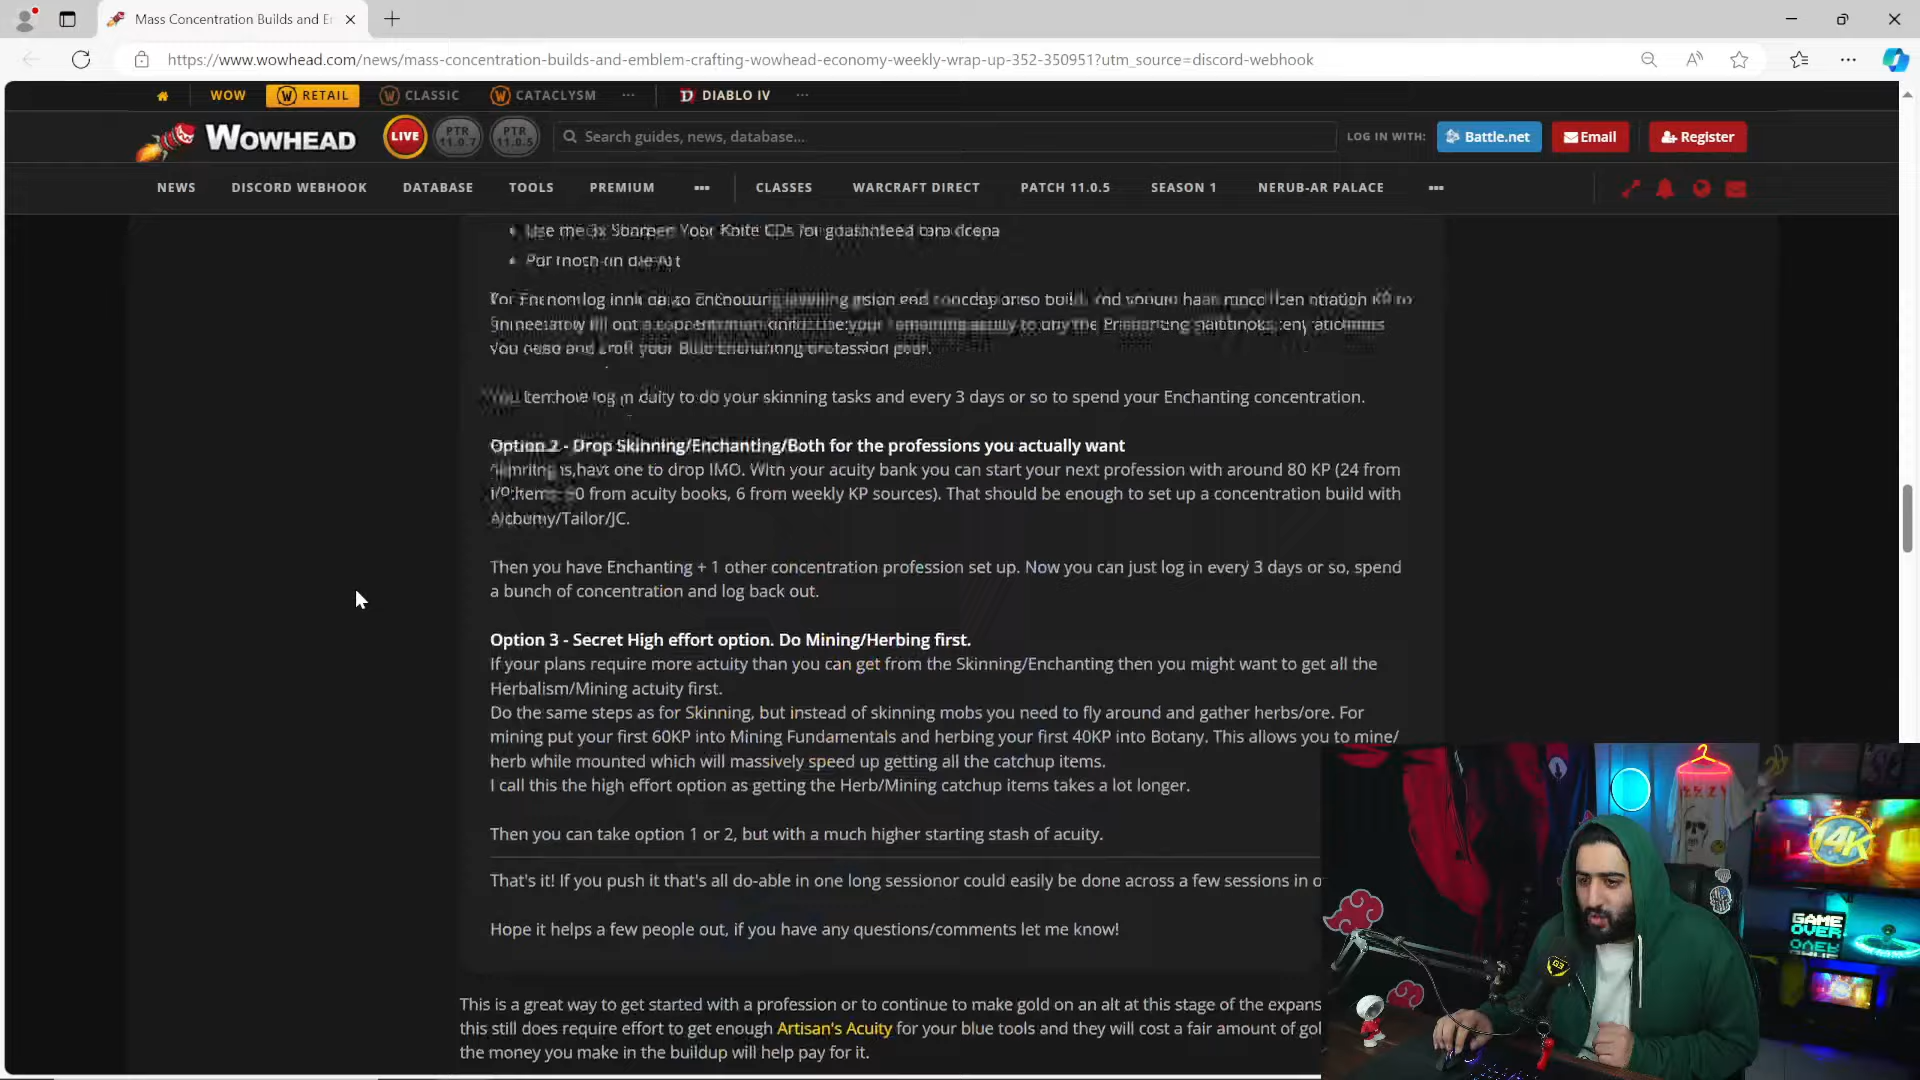 Mass Concentration Builds and Er
https://www.wowhead.com/news/mass-concentration-builds-and-emblem-crafting-wowhead-economy-weekly-wrap-up-352-350951?utm_source=discord-webhook
WOW RETAIL CLASSIC CATACLYSM ... DIABLO IV ...
WOWHEAD LIVE PTR 11.0.7 PTR 11.0.5 Search guides, news, database... LOG IN WITH: Battle.net Email Register
NEWS DISCORD WEBHOOK DATABASE TOOLS PREMIUM ... CLASSES WARCRAFT DIRECT PATCH 11.0.5 SEASON 1 NERUB-AR PALACE ...
to do your skinning tasks and every 3 days or so to spend your Enchanting concentration.
Option 2 - Drop Skinning/Enchanting/Both for the professions you actually want
one to drop IMO. With your acuity bank you can start your next profession with around 80 KP (24 from
from acuity books, 6 from weekly KP sources). That should be enough to set up a concentration build with
/Tailor/JC.
Then you have Enchanting + 1 other concentration profession set up. Now you can just log in every 3 days or so, spend
a bunch of concentration and log back out.
Option 3 - Secret High effort option. Do Mining/Herbing first.
If your plans require more actuity than you can get from the Skinning/Enchanting then you might want to get all the
Herbalism/Mining actuity first.
Do the same steps as for Skinning, but instead of skinning mobs you need to fly around and gather herbs/ore. For
mining put your first 60KP into Mining Fundamentals and herbing your first 40KP into Botany. This allows you to mine/
herb while mounted which will massively speed up getting all the catchup items.
I call this the high effort option as getting the Herb/Mining catchup items takes a lot longer.
Then you can take option 1 or 2, but with a much higher starting stash of acuity.
That's it! If you push it that's all do-able in one long sessionor could easily be done across a few sessions in o
Hope it helps a few people out, if you have any questions/comments let me know!
This is a great way to get started with a profession or to continue to make gold on an alt at this stage of the expans
this still does require effort to get enough Artisan's Acuity for your blue tools and they will cost a fair amount of gol
the money you make in the buildup will help pay for it.
14K
GAME
OVER